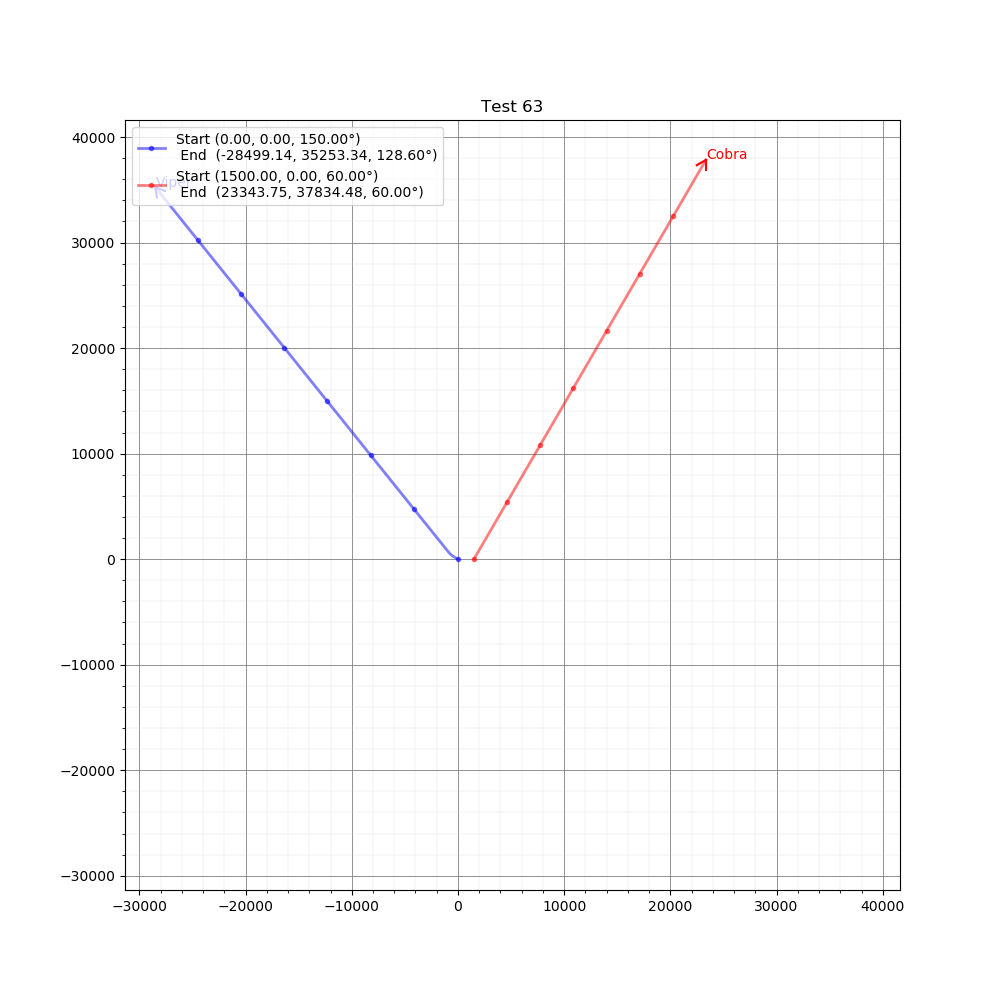 Test 63
Start (0.00, 0.00, 150.00°)
End (-28499.14, 35253.34, 128.60°)
Start (1500.00, 0.00, 60.00°)
End (23343.75, 37834.48, 60.00°)
Viper
Cobra
40000
30000
20000
10000
0
−10000
−20000
−30000
−30000 −20000 −10000 0 10000 20000 30000 40000